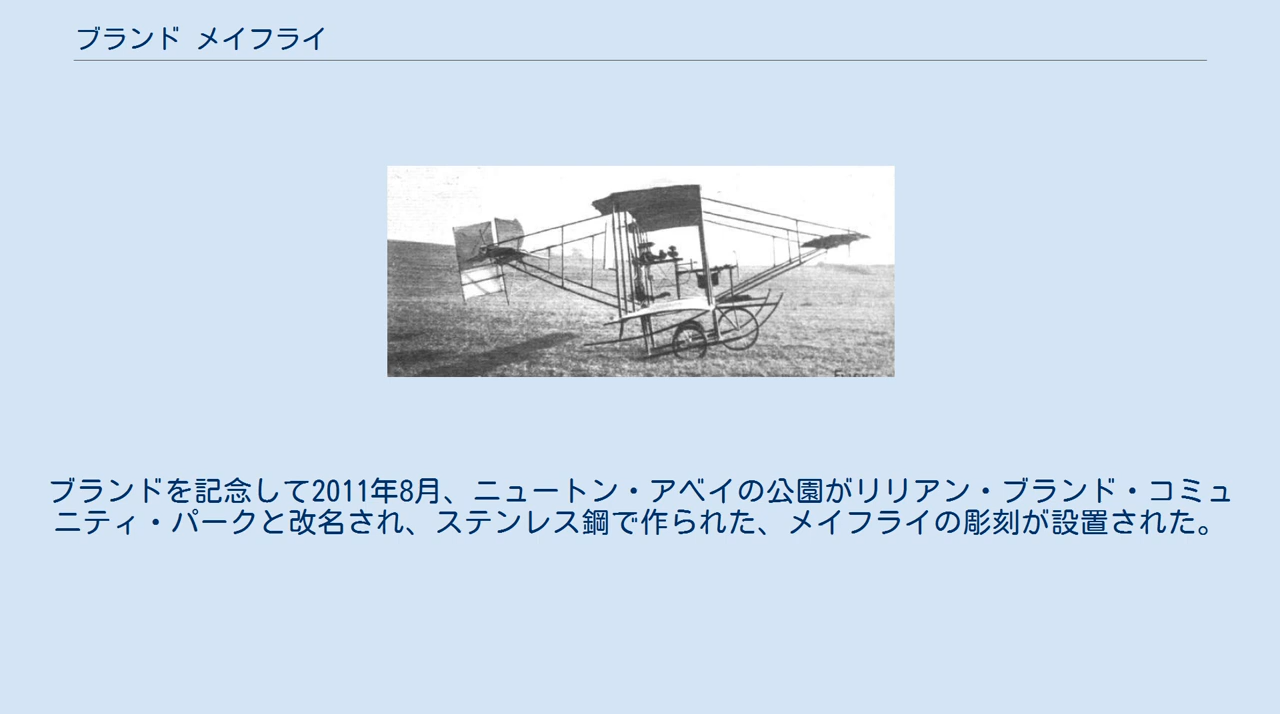 ブランド メイフライ
ブランドを記念して2011年8月、ニュートン・アベイの公園がリリアン・ブランド・コミュ
ニティ・パークと改名され、ステンレス鋼で作られた、メイフライの彫刻が設置された。